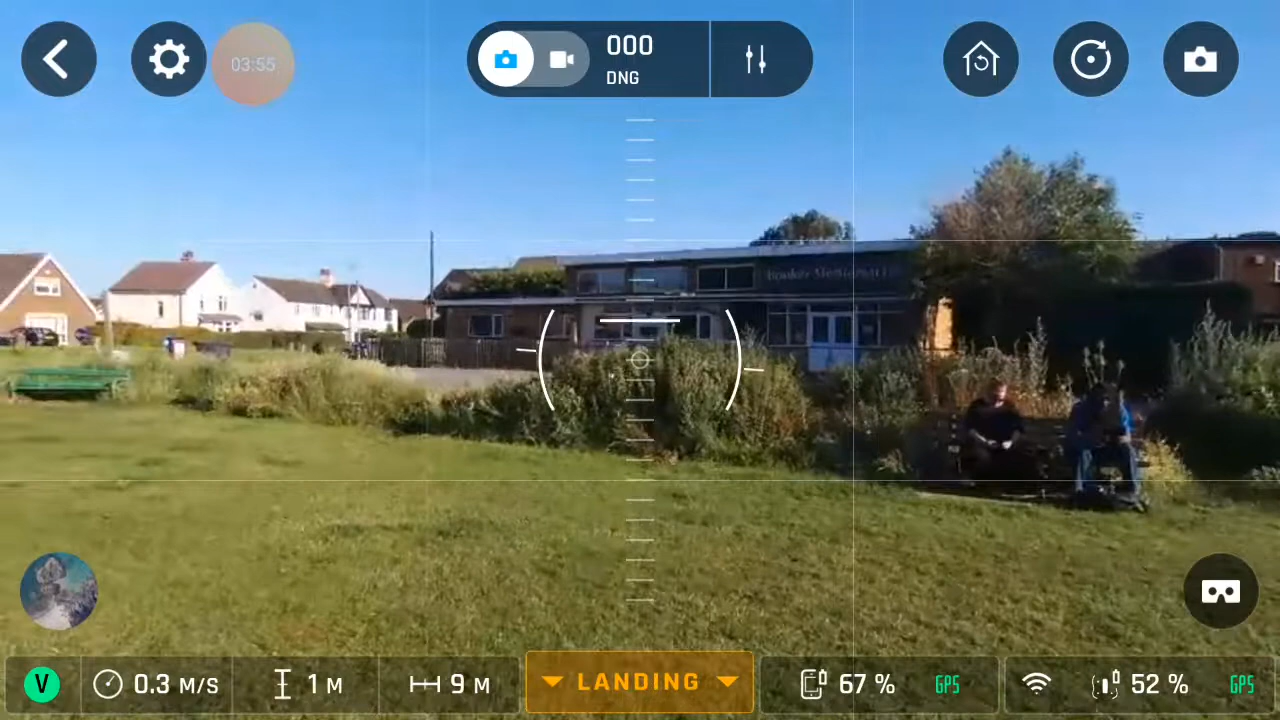 03:55
000
DNG
V
0.3 M/S
1 M
9 M
LANDING
67 %
GPS
52 %
GPS